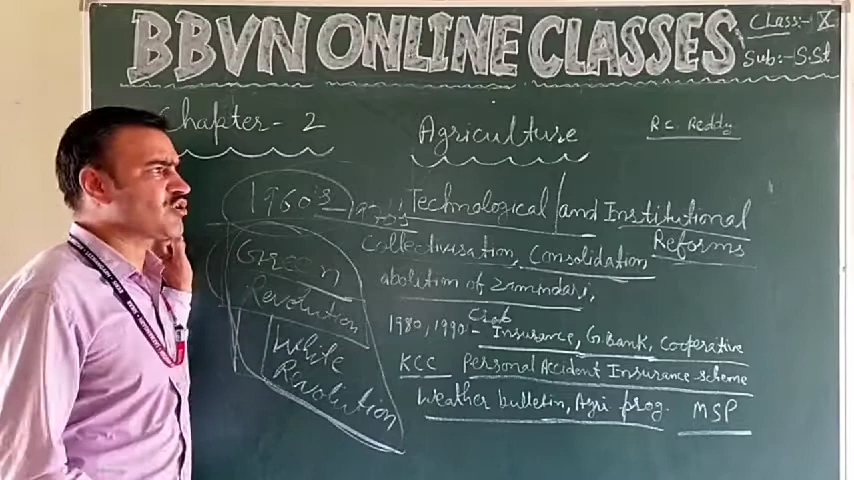 BBVN ONLINE CLASSES
Class:- X
Sub:- S.St
Chapter - 2
Agriculture
R.C. Reddy
1960's - 1970's
Technological and Institutional
Reforms
Green
Revolution
White
Revolution
Collectivisation, Consolidation
abolition of Zamindari,
1980, 1990 - Insurance, G.Bank, Cooperative
KCC Personal Accident Insurance scheme
Weather bulletin, Agri prog. MSP